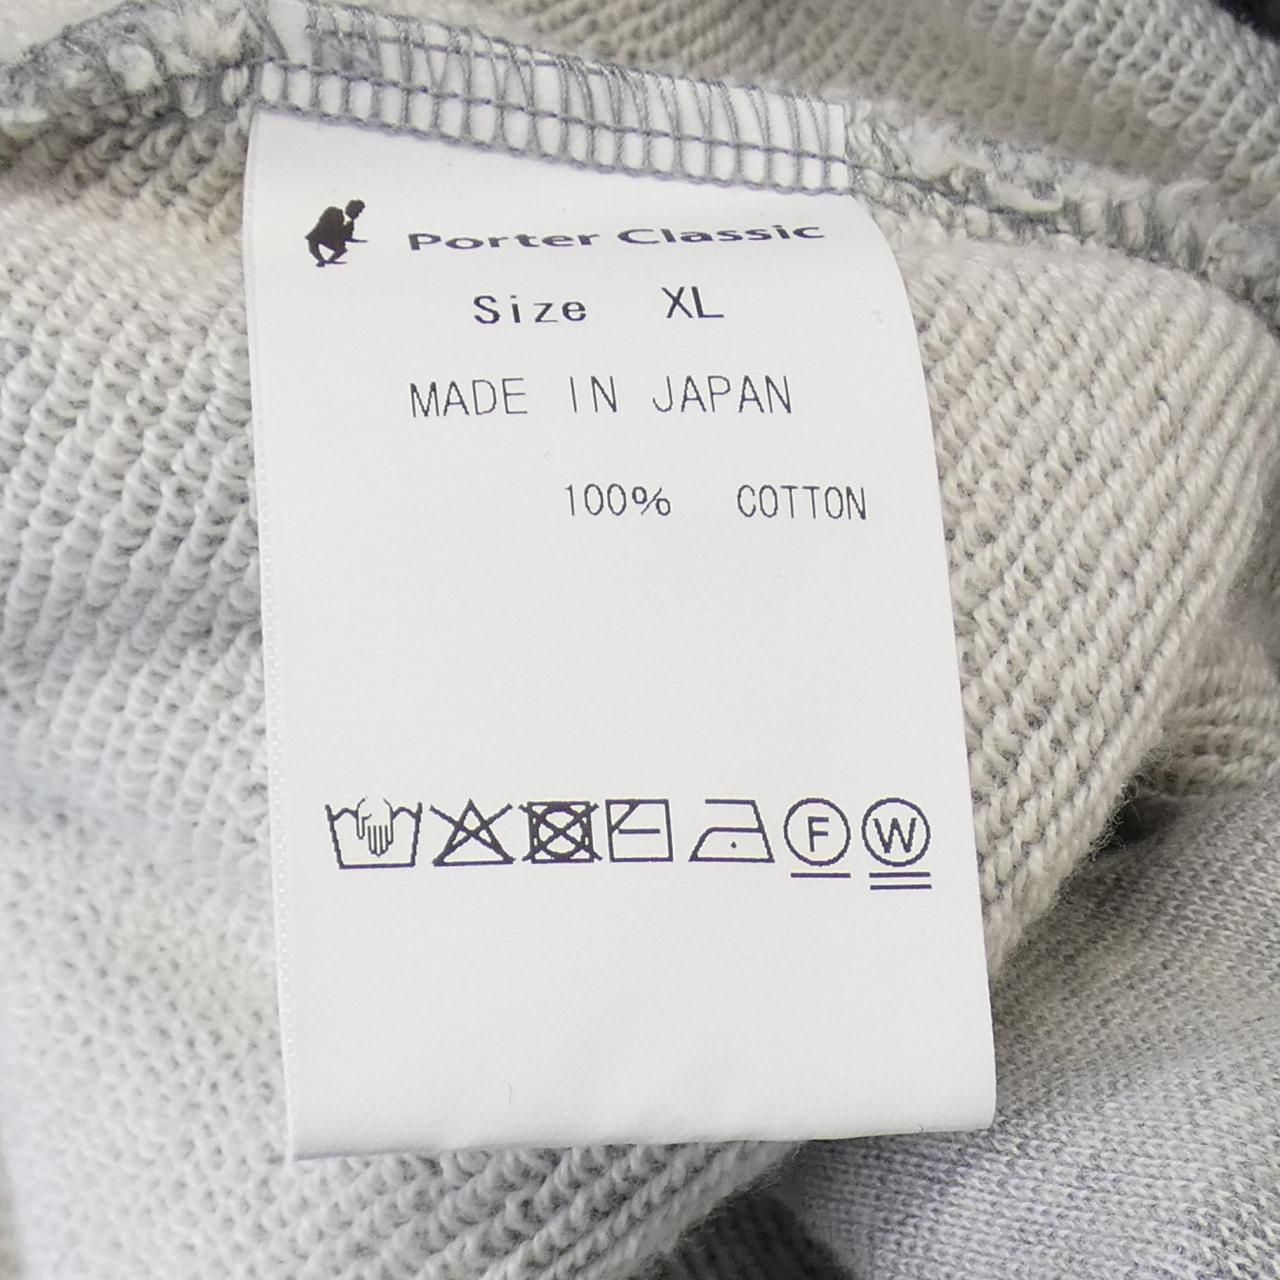 Porter Classic
Size XL
MADE IN JAPAN
100% COTTON
F W